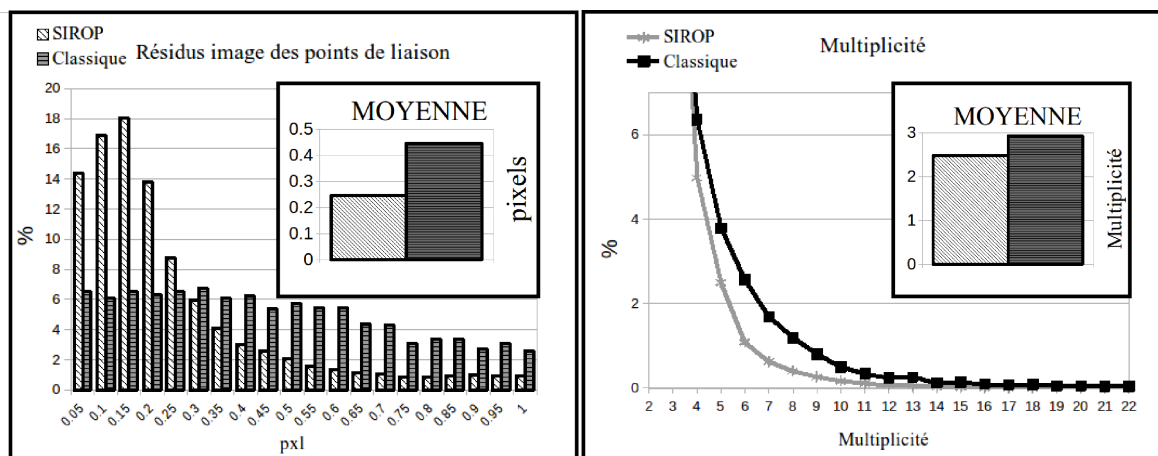 SIROP
Classique
Résidus image des points de liaison
%
20
18
16
14
12
10
8
6
4
2
0
MOYENNE
0.5
0.4
0.3
0.2
0.1
0
pixels
0.05 0.1 0.15 0.2 0.25 0.3 0.35 0.4 0.45 0.5 0.55 0.6 0.65 0.7 0.75 0.8 0.85 0.9 0.95 1
pxl
SIROP
Classique
Multiplicité
%
6
4
2
0
MOYENNE
3
2
1
0
Multiplicité
2 3 4 5 6 7 8 9 10 11 12 13 14 15 16 17 18 19 20 21 22
Multiplicité